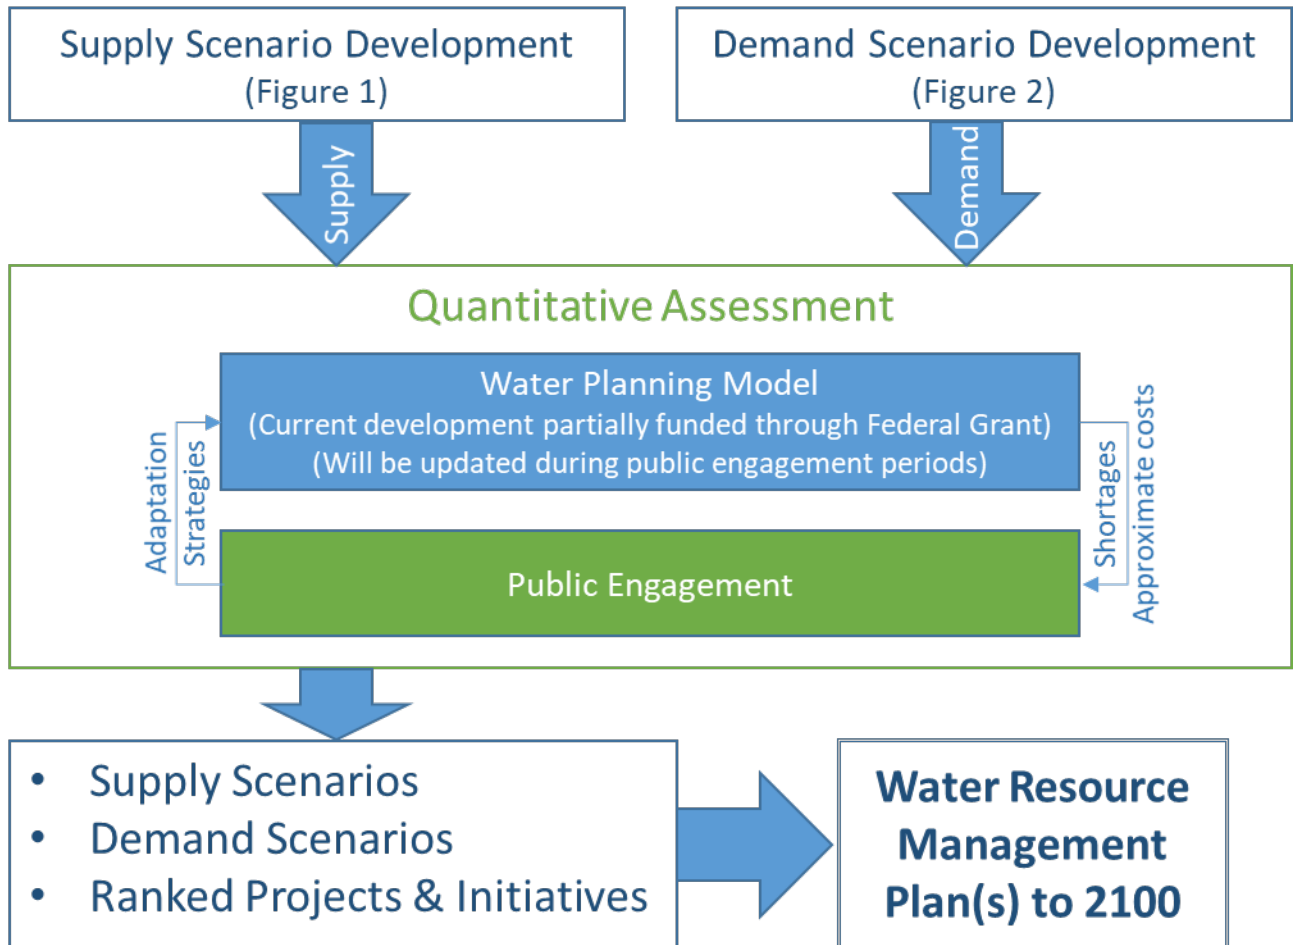 Supply Scenario Development
(Figure 1)
Demand Scenario Development
(Figure 2)
Supply
Demand
Quantitative Assessment
Water Planning Model
(Current development partially funded through Federal Grant)
(Will be updated during public engagement periods)
Adaptation
Strategies
Shortages
Approximate costs
Public Engagement
• Supply Scenarios
• Demand Scenarios
• Ranked Projects & Initiatives
Water Resource
Management
Plan(s) to 2100